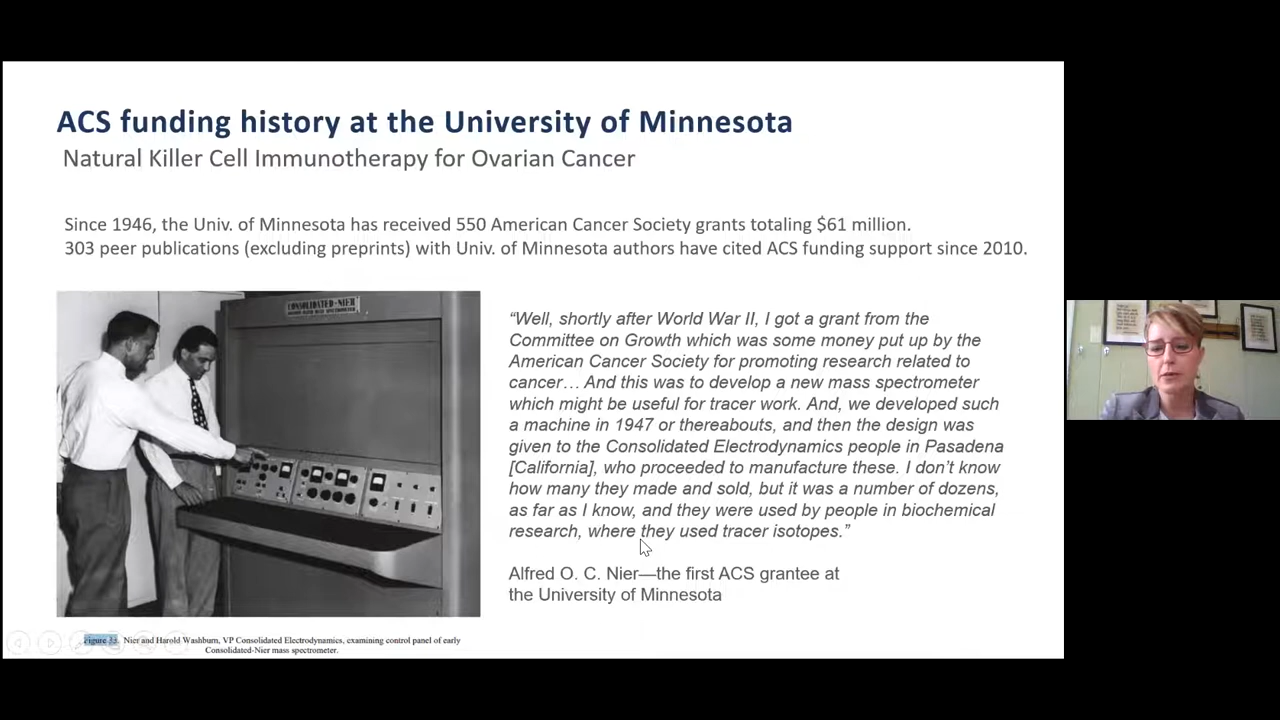 ACS funding history at the University of Minnesota
Natural Killer Cell Immunotherapy for Ovarian Cancer
Since 1946, the Univ. of Minnesota has received 550 American Cancer Society grants totaling $61 million.
303 peer publications (excluding preprints) with Univ. of Minnesota authors have cited ACS funding support since 2010.
CONSOLIDATED-NIER
“Well, shortly after World War II, I got a grant from the
Committee on Growth which was some money put up by the
American Cancer Society for promoting research related to
cancer… And this was to develop a new mass spectrometer
which might be useful for tracer work. And, we developed such
a machine in 1947 or thereabouts, and then the design was
given to the Consolidated Electrodynamics people in Pasadena
[California], who proceeded to manufacture these. I don’t know
how many they made and sold, but it was a number of dozens,
as far as I know, and they were used by people in biochemical
research, where they used tracer isotopes.”
Alfred O. C. Nier—the first ACS grantee at
the University of Minnesota
Figure Nier and Harold Washburn, VP Consolidated Electrodynamics, examining control panel of early
Consolidated-Nier mass spectrometer.